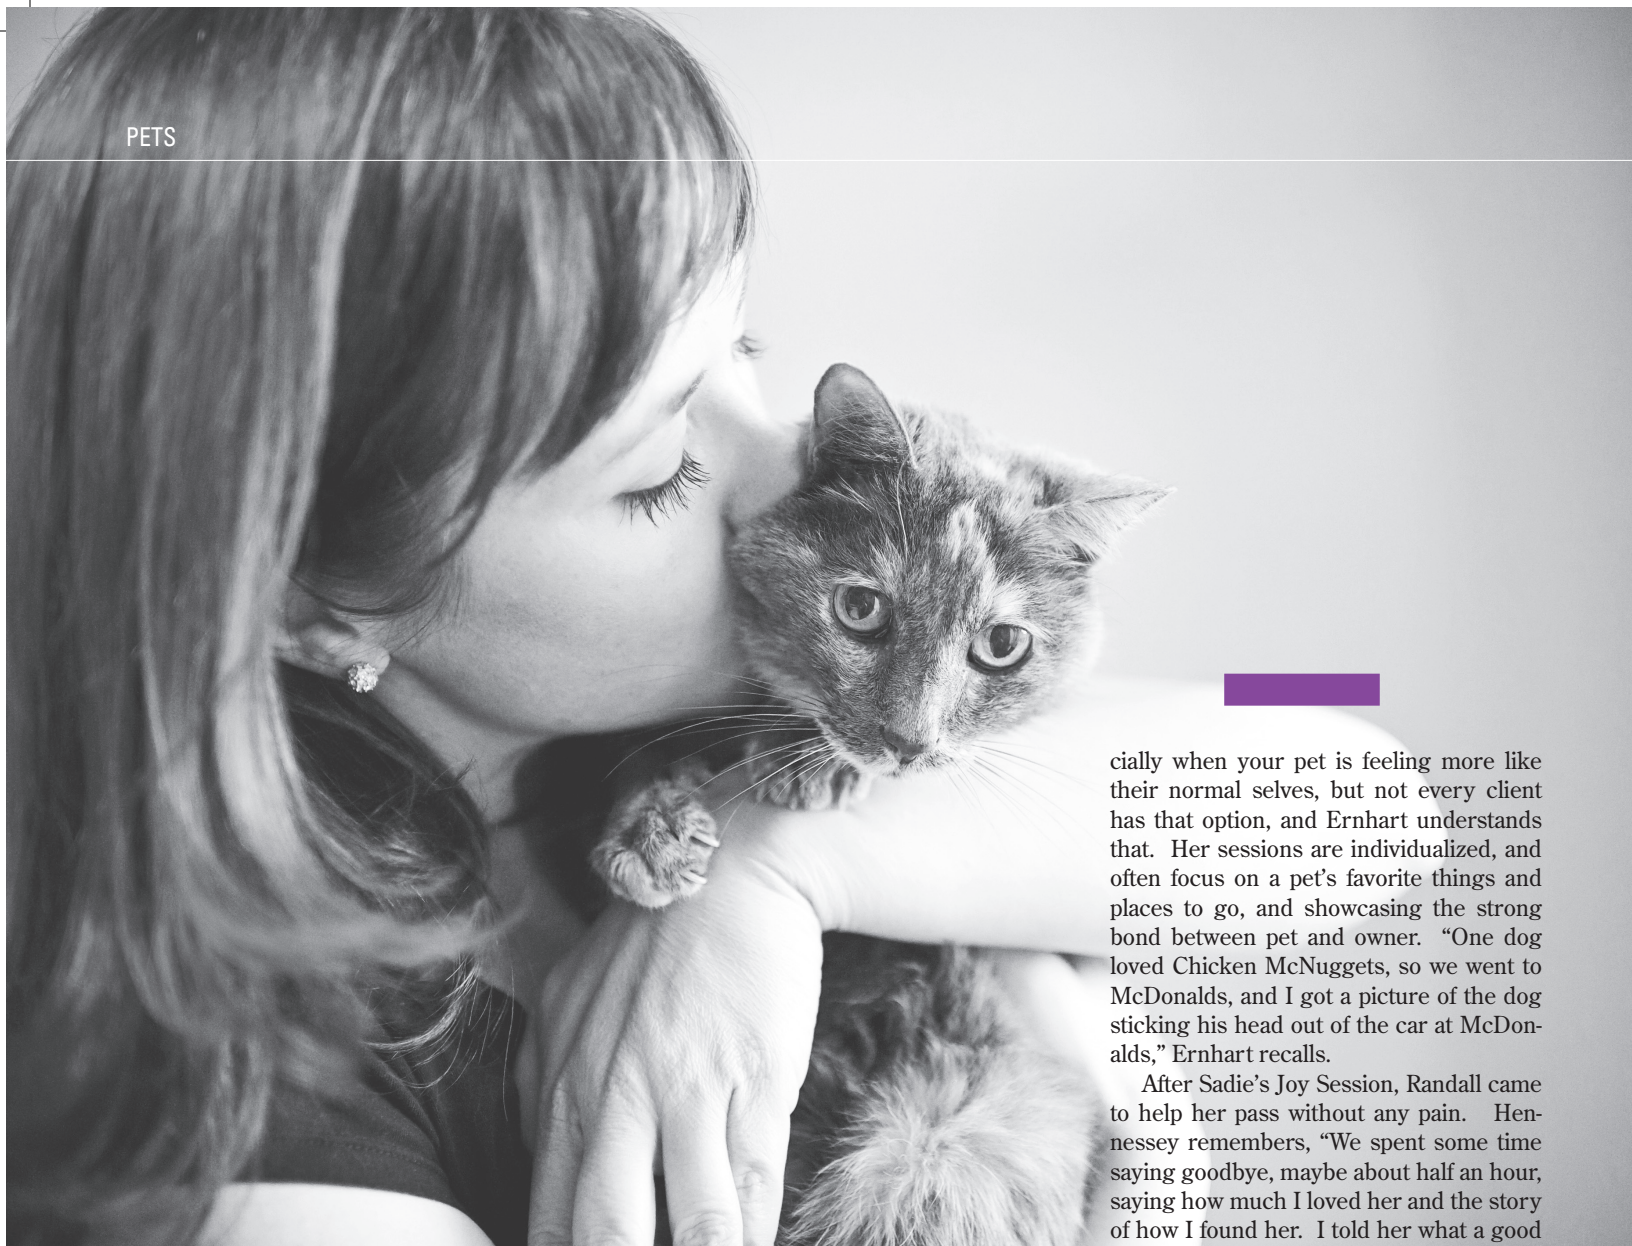 PETS
cially when your pet is feeling more like
their normal selves, but not every client
has that option, and Ernhart understands
that.  Her sessions are individualized, and
often focus on a pet’s favorite things and
places to go, and showcasing the strong
bond between pet and owner.  “One dog
loved Chicken McNuggets, so we went to
McDonalds, and I got a picture of the dog
sticking his head out of the car at McDon-
alds,” Ernhart recalls.
After Sadie’s Joy Session, Randall came
to help her pass without any pain.  Hen-
nessey remembers, “We spent some time
saying goodbye, maybe about half an hour,
saying how much I loved her and the story
of how I found her.  I told her what a good